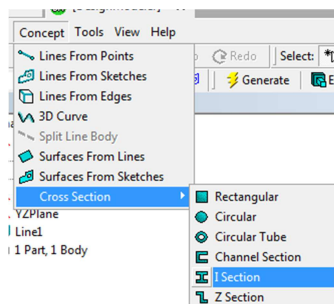 [DesignModeler]
Concept Tools View Help
Lines From Points
Redo Select:
Lines From Sketches
Generate
Lines From Edges
3D Curve
Split Line Body
Surfaces From Lines
Surfaces From Sketches
Cross Section
Rectangular
YZPlane
Circular
Line1
Circular Tube
1 Part, 1 Body
Channel Section
I Section
Z Section